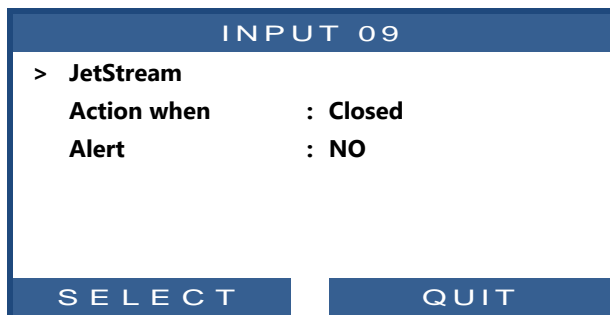 INPUT 09
> JetStream
Action when : Closed
Alert : NO
SELECT QUIT